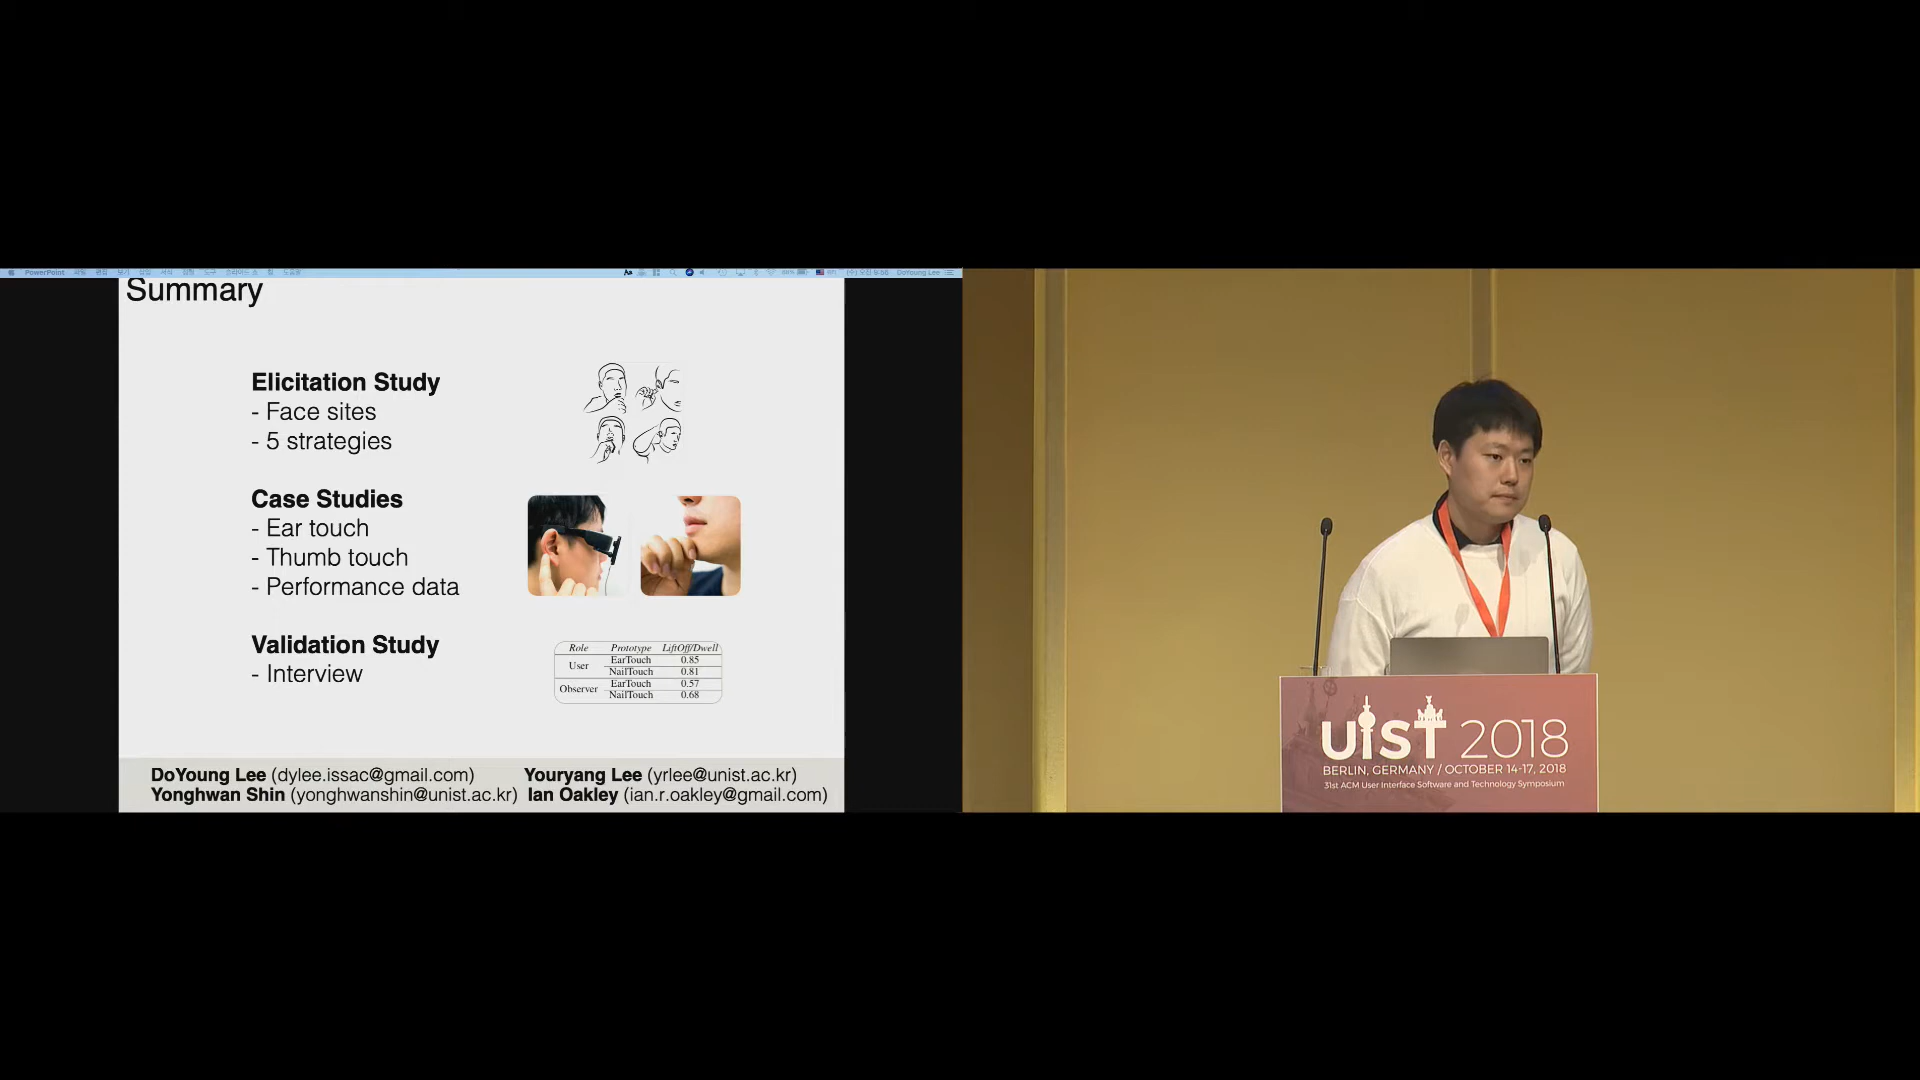 PowerPoint
DoYoung Lee
Summary
Elicitation Study
- Face sites
- 5 strategies
Case Studies
- Ear touch
- Thumb touch
- Performance data
Validation Study
- Interview
Role Prototype LiftOff/Dwell
User EarTouch 0.85
NailTouch 0.81
Observer EarTouch 0.57
NailTouch 0.68
DoYoung Lee (dylee.issac@gmail.com) Youryang Lee (yrlee@unist.ac.kr)
Yonghwan Shin (yonghwanshin@unist.ac.kr) Ian Oakley (ian.r.oakley@gmail.com)
UIST 2018
BERLIN, GERMANY / OCTOBER 14-17, 2018
31st ACM User Interface Software and Technology Symposium